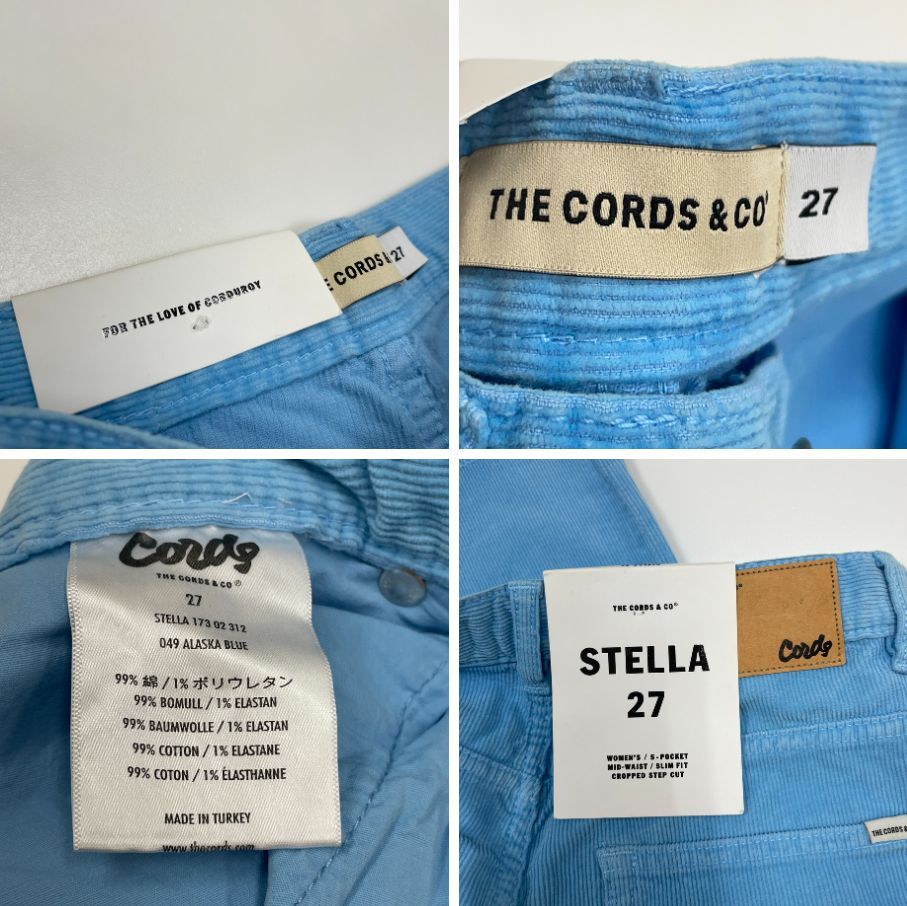 FOR THE LOVE OF CORDUROY
CORDS &
27
THE CORDS & CO'
27
Cords
THE CORDS & CO®
27
STELLA 173 02 312
049 ALASKA BLUE
99% 綿 / 1% ポリウレタン
99% BOMULL / 1% ELASTAN
99% BAUMWOLLE / 1% ELASTAN
99% COTTON / 1% ELASTANE
99% COTON / 1% ÉLASTHANNE
MADE IN TURKEY
www.thecords.com
THE CORDS & CO®
STELLA
27
WOMEN'S / 5-POCKET
MID-WAIST / SLIM FIT
CROPPED STEP CUT
Cords
THE CORDS &